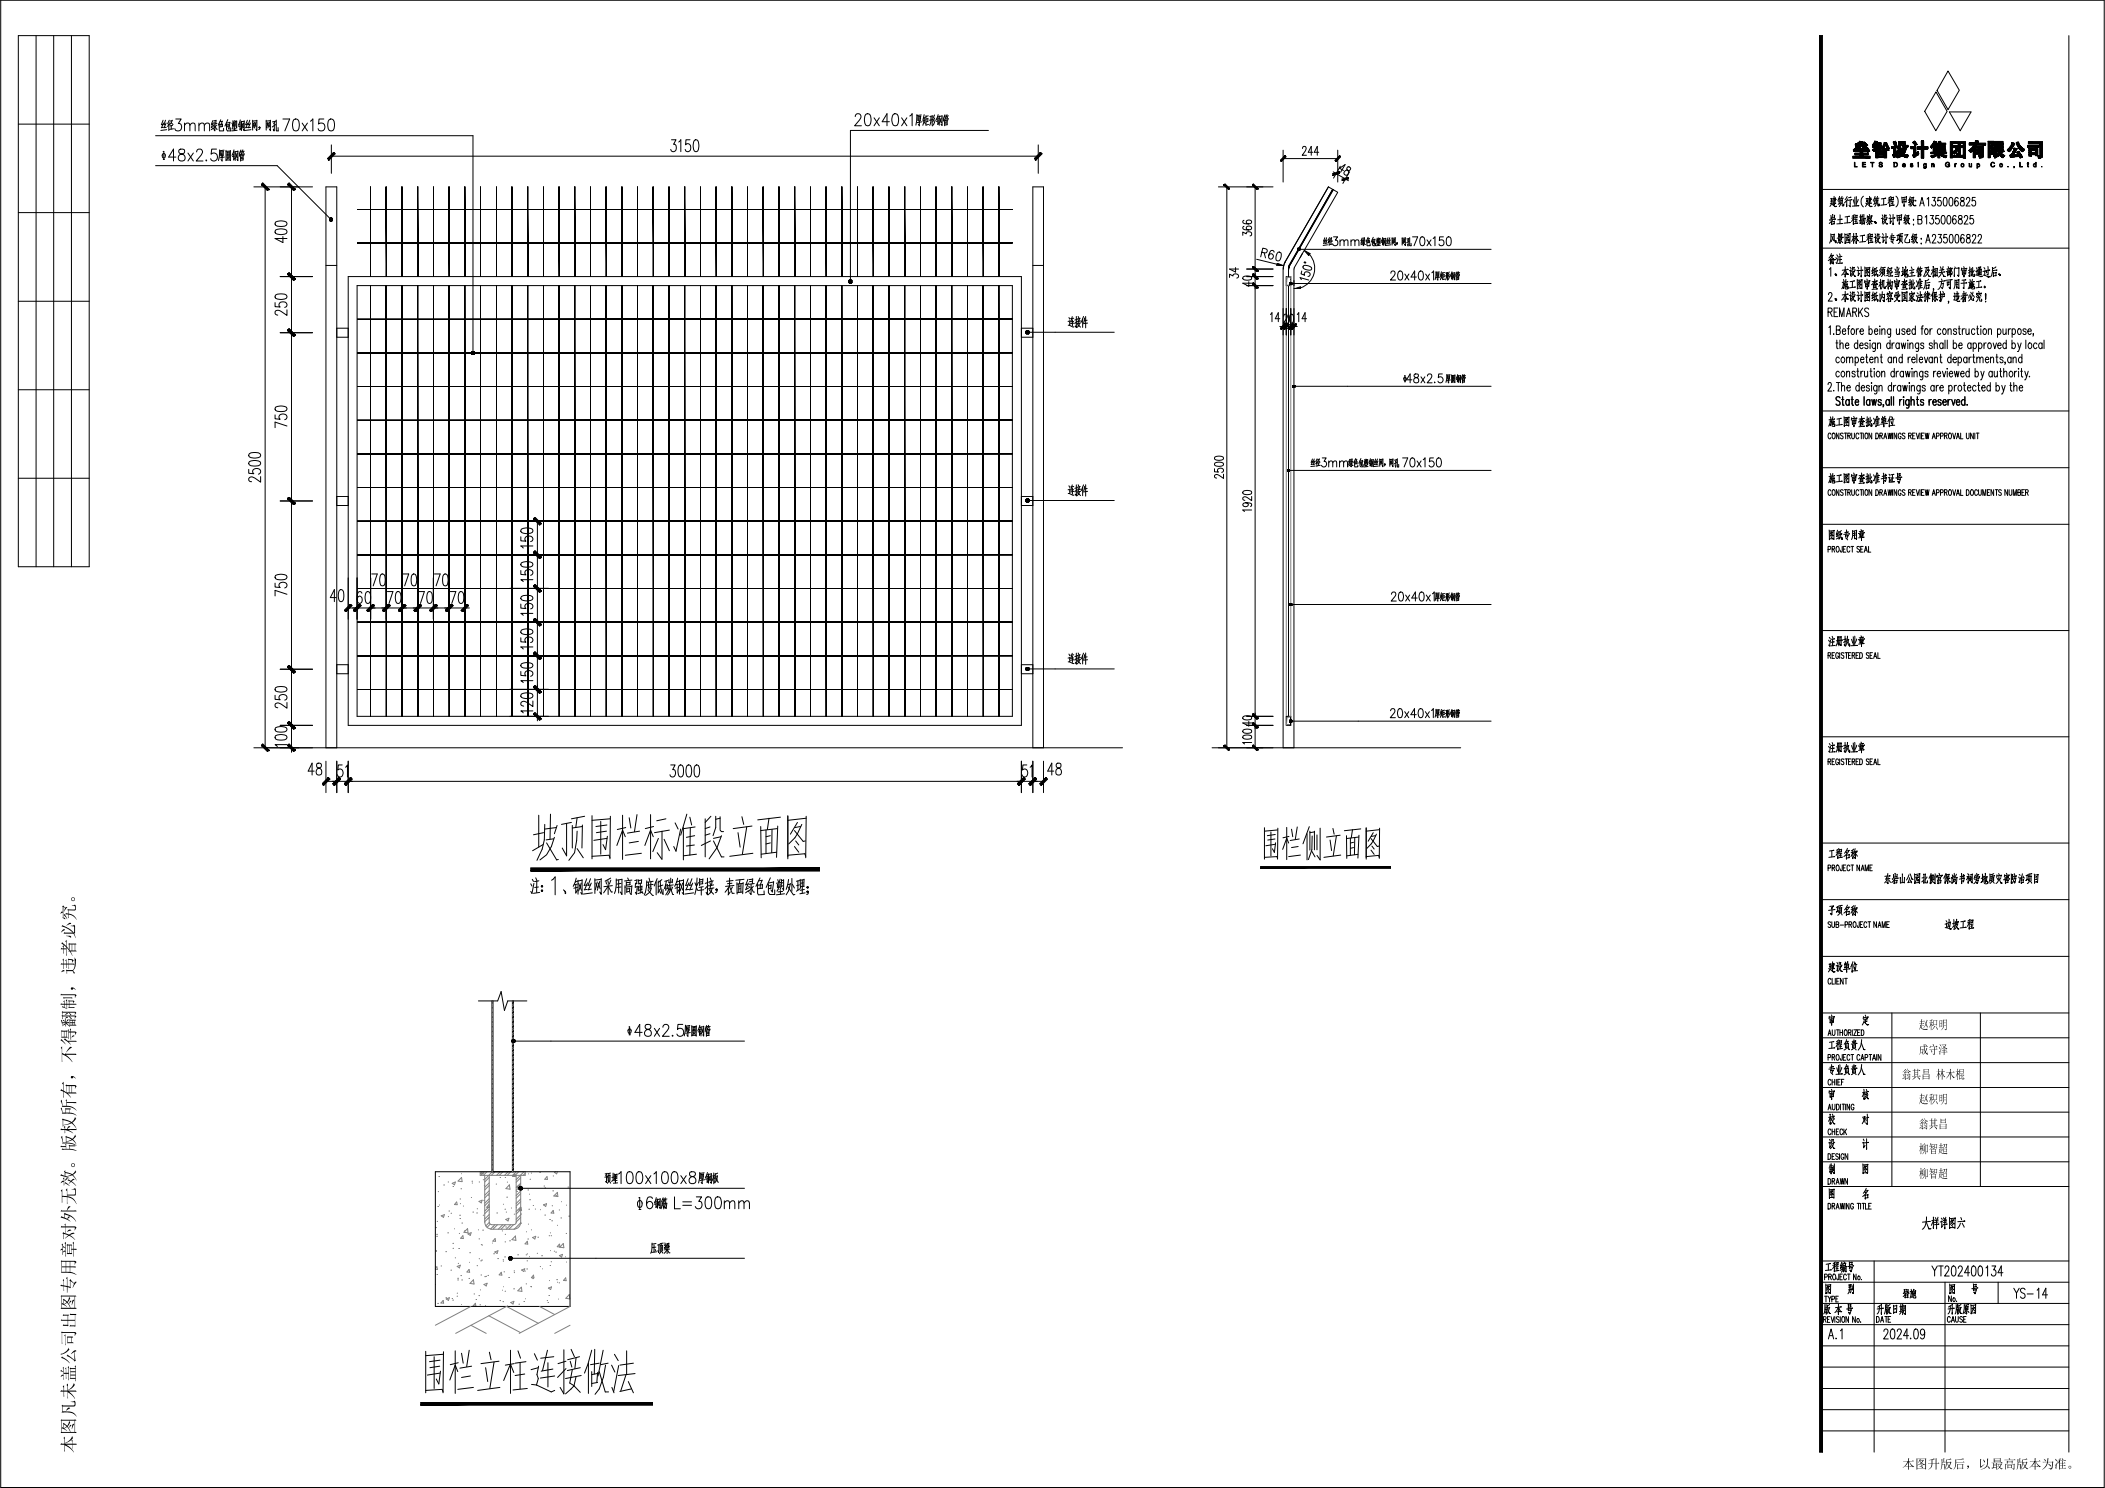 丝径3mm绿色包塑钢丝网，网孔 70x150
Φ48x2.5厚圆钢管
20x40x1厚矩形钢管
3150
400
250
750
2500
750
250
100
40
60
70
70
70
70
70
70
150
150
150
150
150
120
连接件
连接件
连接件
48
51
3000
51
48
坡顶围栏标准段立面图
注：1、钢丝网采用高强度低碳钢丝焊接，表面绿色包塑处理；
244
48
366
R60
34
40
150°
14
20
14
2500
1920
40
100
丝径3mm绿色包塑钢丝网，网孔70x150
20x40x1厚矩形钢管
Φ48x2.5厚圆钢管
丝径3mm绿色包塑钢丝网，网孔 70x150
20x40x1厚矩形钢管
20x40x1厚矩形钢管
围栏侧立面图
Φ48x2.5厚圆钢管
预埋100x100x8厚钢板
ϕ6钢筋 L=300mm
压顶梁
围栏立柱连接做法
本图凡未盖公司出图专用章对外无效。版权所有，不得翻制，违者必究。
垒智设计集团有限公司
LETS Design Group Co.,Ltd.
建筑行业(建筑工程)甲级：A135006825
岩土工程勘察、设计甲级：B135006825
风景园林工程设计专项乙级：A235006822
备注
1、本设计图纸须经当地主管及相关部门审批通过后、
施工图审查机构审查批准后，方可用于施工。
2、本设计图纸内容受国家法律保护，违者必究！
REMARKS
1.Before being used for construction purpose,
the design drawings shall be approved by local
competent and relevant departments,and
constrution drawings reviewed by authority.
2.The design drawings are protected by the
State laws,all rights reserved.
施工图审查批准单位
CONSTRUCTION DRAWINGS REVIEW APPROVAL UNIT
施工图审查批准书证号
CONSTRUCTION DRAWINGS REVIEW APPROVAL DOCUMENTS NUMBER
图纸专用章
PROJECT SEAL
注册执业章
REGISTERED SEAL
注册执业章
REGISTERED SEAL
工程名称
PROJECT NAME
东岩山公园北侧官保街书祠旁地质灾害防治项目
子项名称
SUB-PROJECT NAME 边坡工程
建设单位
CLIENT
审 定 赵积明
AUTHORIZED
工程负责人 成守泽
PROJECT CAPTAIN
专业负责人 翁其昌 林木棍
CHIEF
审 核 赵积明
AUDITING
校 对 翁其昌
CHECK
设 计 柳智超
DESIGN
制 图 柳智超
DRAWN
图 名
DRAWING TITLE
大样详图六
工程编号 YT202400134
PROJECT No.
图 别 岩施 图 号 YS-14
TYPE No.
版 本 号 升版日期 升版原因
REVISION No. DATE CAUSE
A.1 2024.09
本图升版后，以最高版本为准。